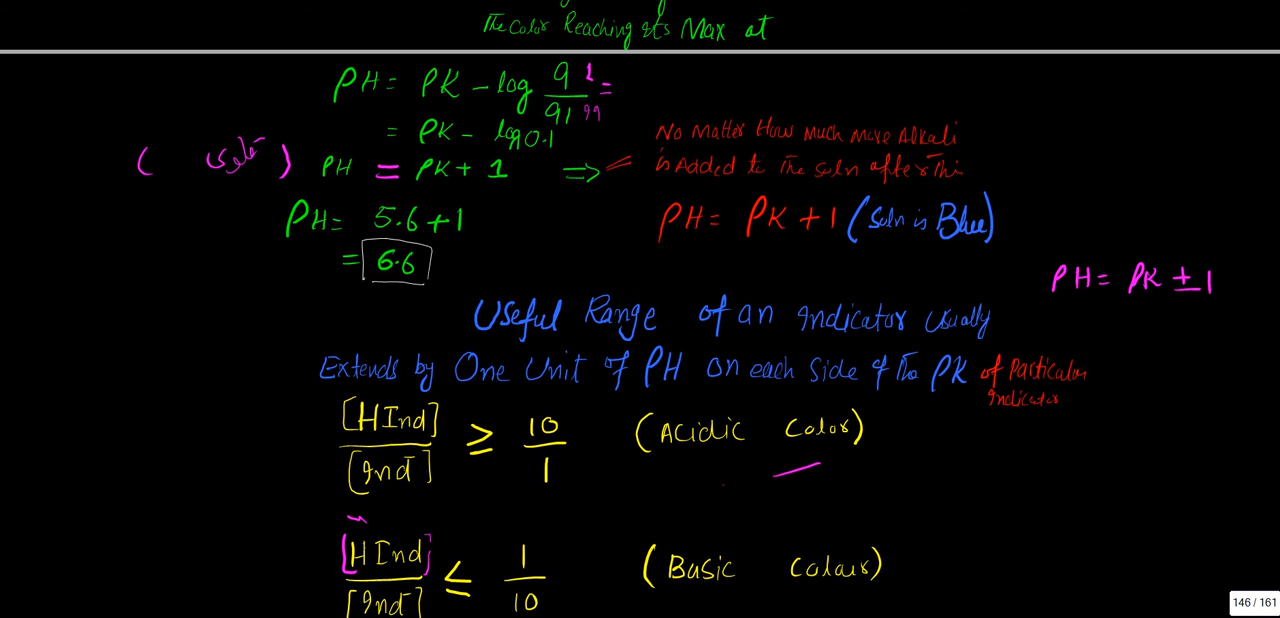 The Color Reaching its Max at
PH = PK - log 9/91 1/99 =
= PK - log 0.1
( قلوی ) PH = PK + 1 ⇒
No Matter How Much More Alkali
is Added to The Soln after This
PH = 5.6 + 1
= 6.6
PH = PK + 1 (Soln is Blue)
PH = PK ± 1
Useful Range of an Indicator Usually
Extends by One Unit of PH on each Side of The PK of Particular
Indicator
[HInd]/[Ind⁻] ≥ 10/1 (Acidic Color)
[HInd]/[Ind⁻] ≤ 1/10 (Basic Colour)
146 / 161